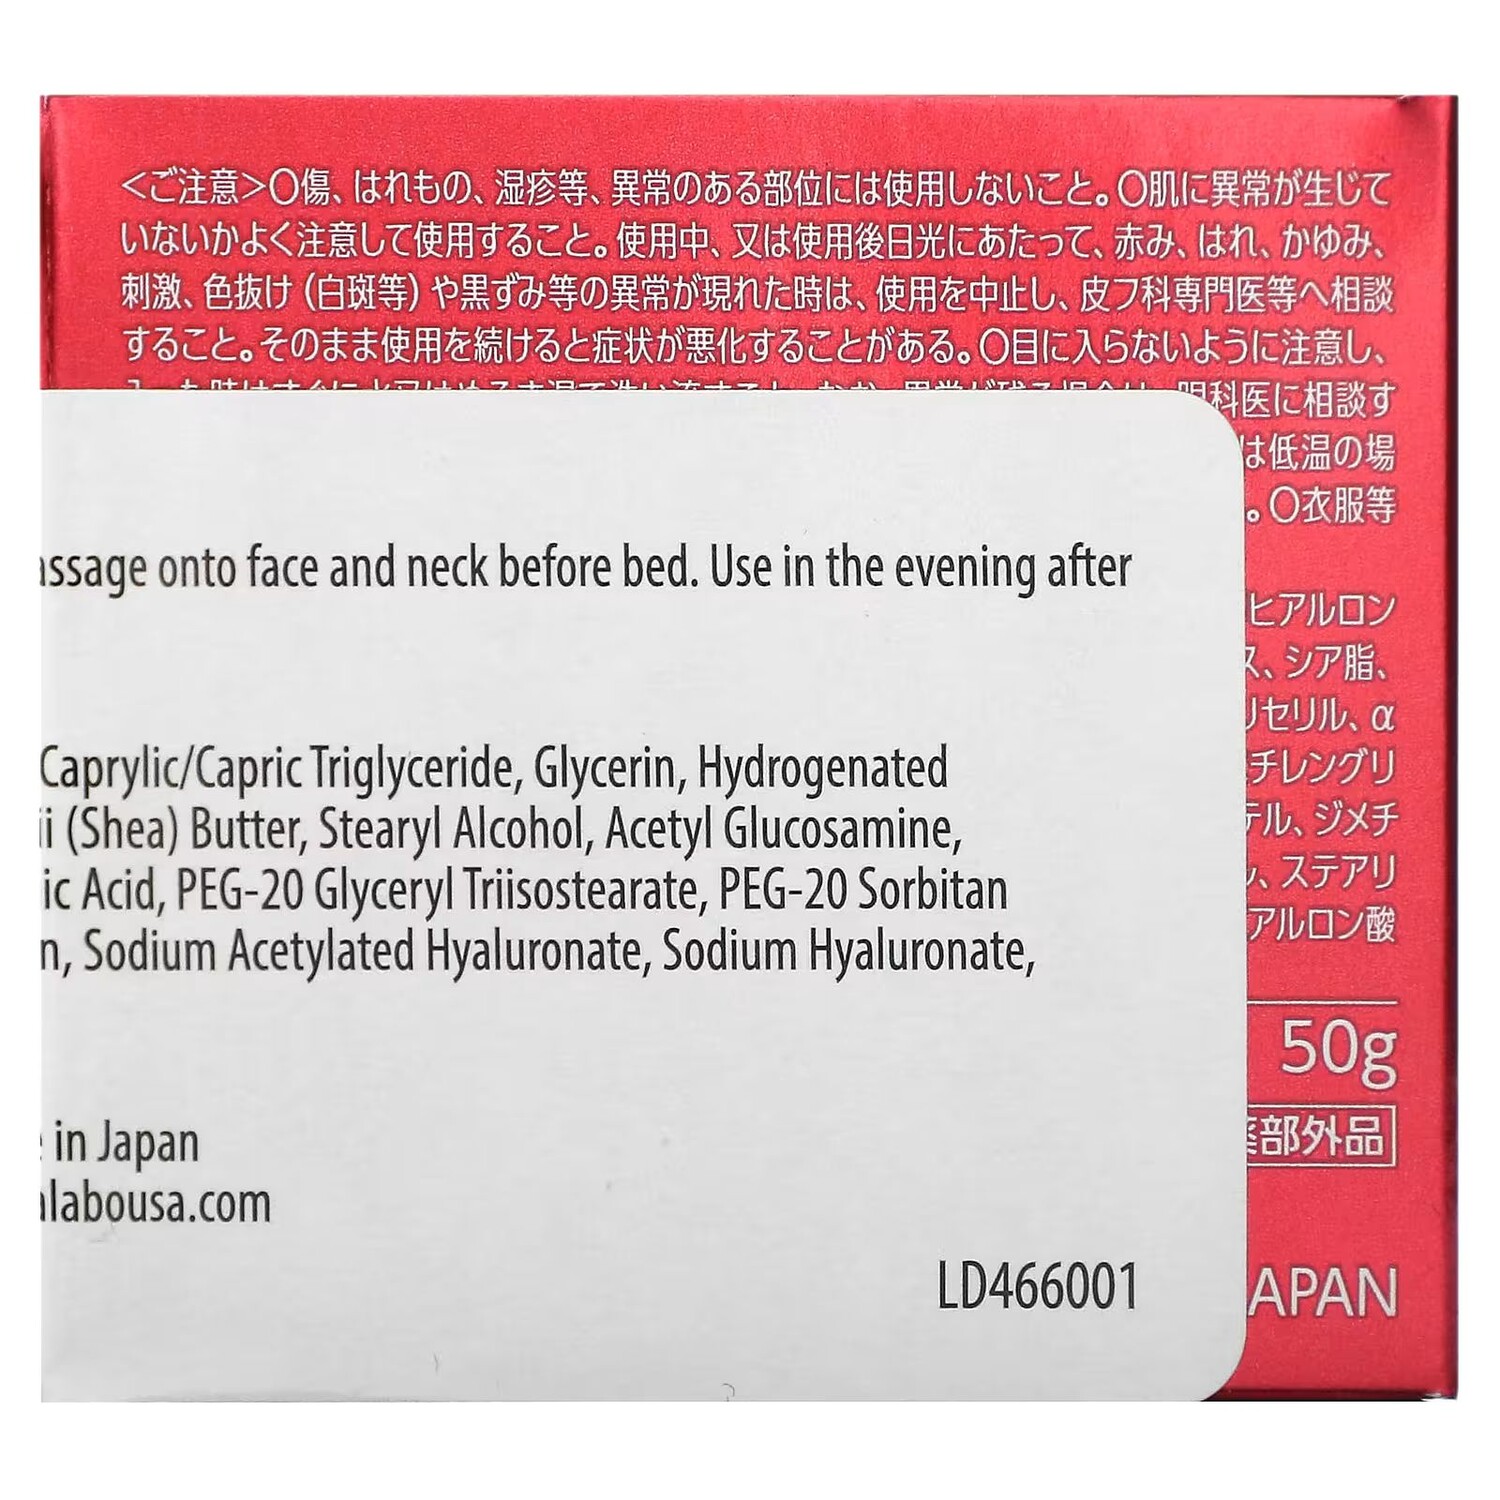 <ご注意>〇傷、はれもの、湿疹等、異常のある部位には使用しないこと。〇肌に異常が生じて
いないかよく注意して使用すること。使用中、又は使用後日光にあたって、赤み、はれ、かゆみ、
刺激、色抜け(白斑等)や黒ずみ等の異常が現れた時は、使用を中止し、皮フ科専門医等へ相談
すること。そのまま使用を続けると症状が悪化することがある。〇目に入らないように注意し、
眼科医に相談す
は低温の場
。〇衣服等
onto face and neck before bed. Use in the evening after
ヒアルロン
ス、シア脂、
リセリル、α
Caprylic/Capric Triglyceride, Glycerin, Hydrogenated
チレングリ
(Shea) Butter, Stearyl Alcohol, Acetyl Glucosamine,
テル、ジメチ
ic Acid, PEG-20 Glyceryl Triisostearate, PEG-20 Sorbitan
、ステアリ
n, Sodium Acetylated Hyaluronate, Sodium Hyaluronate,
アルロン酸
50g
in Japan
部外品
alabousa.com
LD466001
APAN